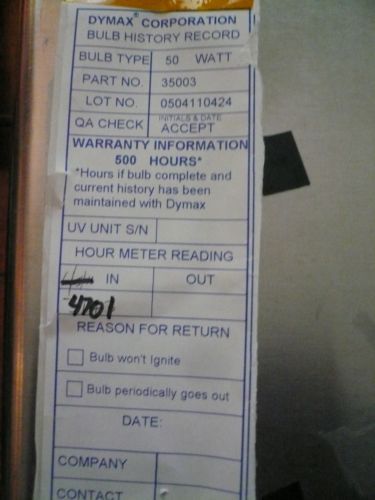 DYMAX® CORPORATION
BULB HISTORY RECORD
BULB TYPE 50 WATT
PART NO. 35003
LOT NO. 0504110424
INITIALS & DATE
QA CHECK ACCEPT
WARRANTY INFORMATION
500 HOURS*
*Hours if bulb complete and
current history has been
maintained with Dymax
UV UNIT S/N
HOUR METER READING
IN OUT
4701
REASON FOR RETURN
Bulb won't Ignite
Bulb periodically goes out
DATE:
COMPANY
CONTACT